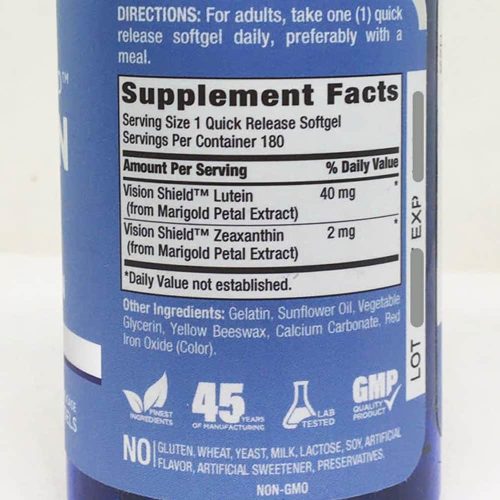 DIRECTIONS: For adults, take one (1) quick
release softgel daily, preferably with a
meal.
Supplement Facts
Serving Size 1 Quick Release Softgel
Servings Per Container 180
Amount Per Serving % Daily Value
Vision Shield™ Lutein 40 mg *
(from Marigold Petal Extract)
Vision Shield™ Zeaxanthin 2 mg *
(from Marigold Petal Extract)
*Daily Value not established.
Other Ingredients: Gelatin, Sunflower Oil, Vegetable
Glycerin, Yellow Beeswax, Calcium Carbonate, Red
Iron Oxide (Color).
FINEST
INGREDIENTS
45 YEARS
OF MANUFACTURING
LAB
TESTED
GMP
QUALITY
PRODUCT
NO GLUTEN, WHEAT, YEAST, MILK, LACTOSE, SOY, ARTIFICIAL
FLAVOR, ARTIFICIAL SWEETENER, PRESERVATIVES.
NON-GMO
LOT EXP